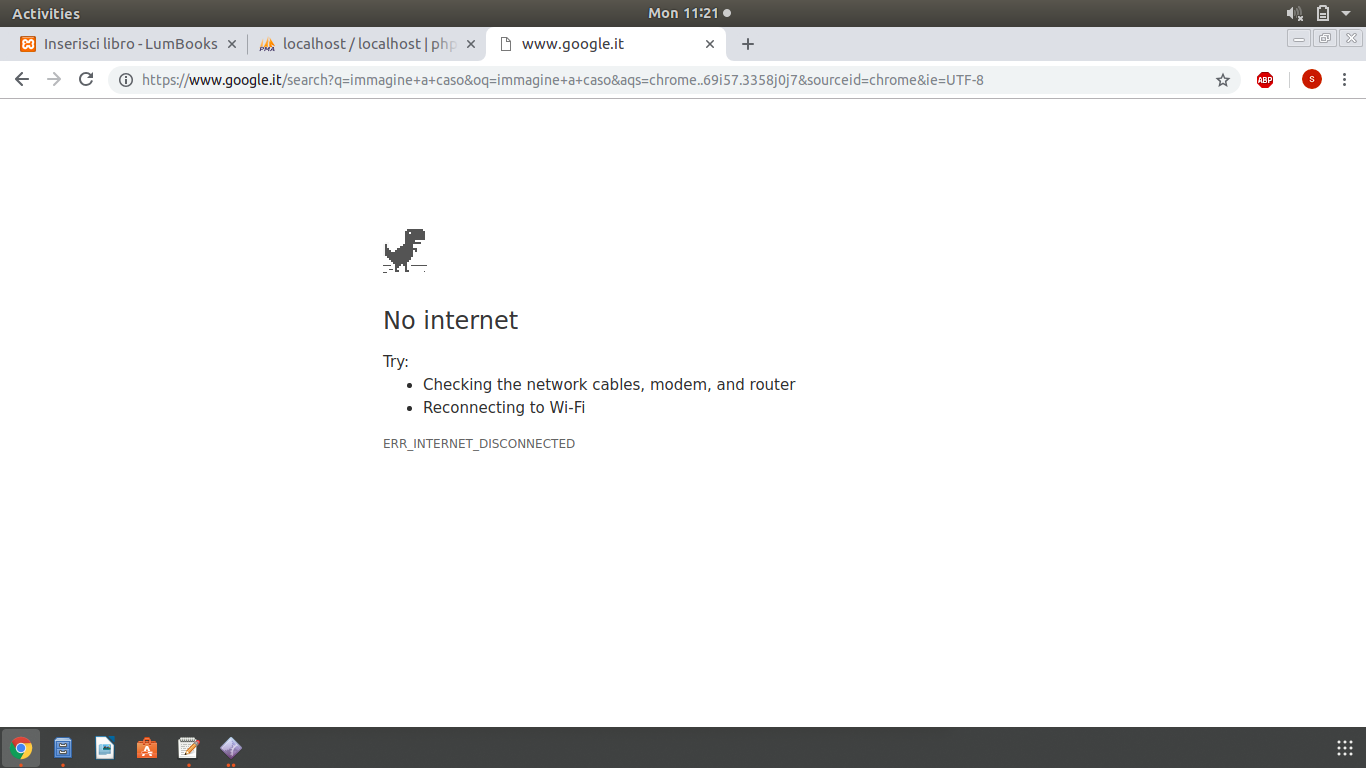 Activities
Mon 11:21
Inserisci libro - LumBooks
localhost / localhost | php
www.google.it
https://www.google.it/search?q=immagine+a+caso&oq=immagine+a+caso&aqs=chrome..69i57.3358j0j7&sourceid=chrome&ie=UTF-8
ABP
S
No internet
Try:
Checking the network cables, modem, and router
Reconnecting to Wi-Fi
ERR_INTERNET_DISCONNECTED